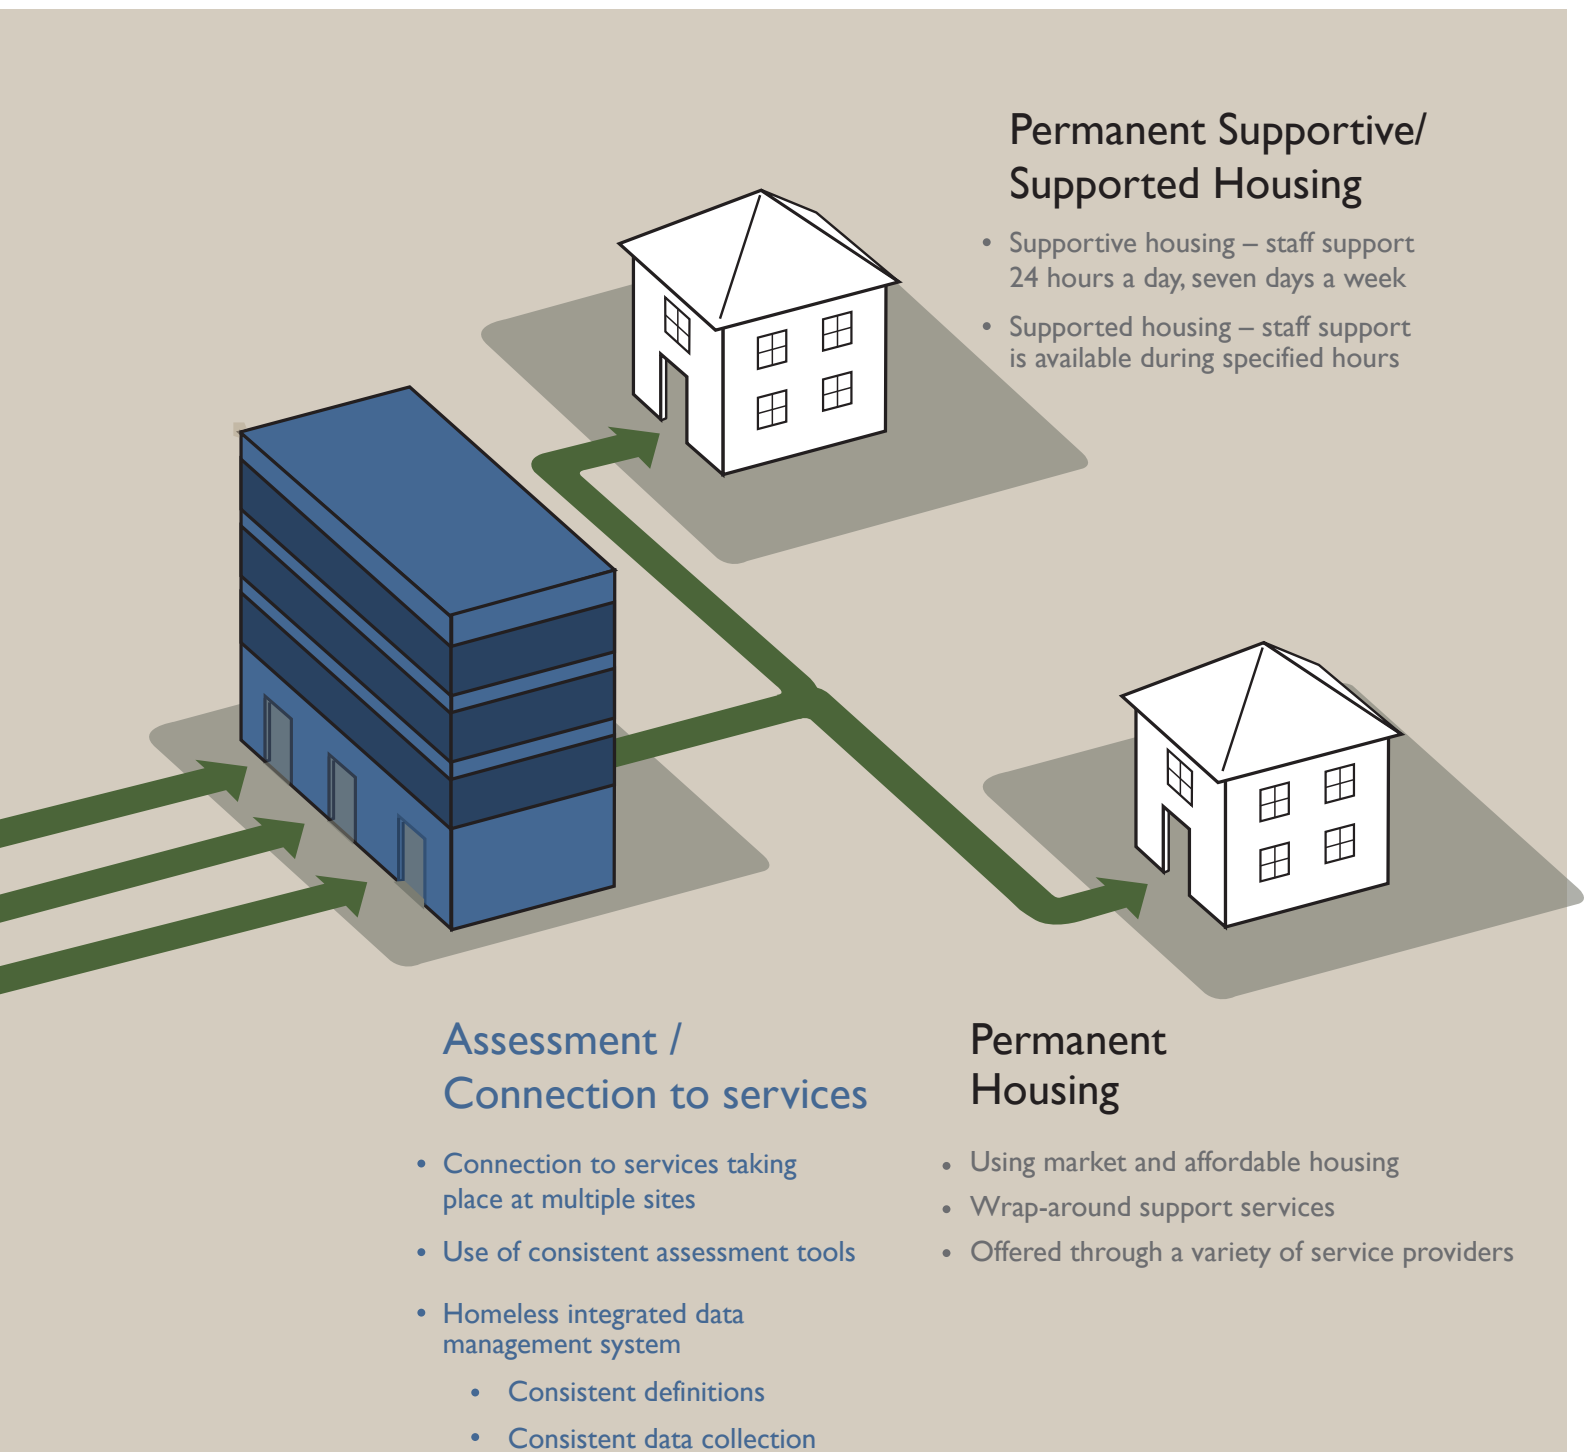 Permanent Supportive/
Supported Housing
• Supportive housing – staff support
24 hours a day, seven days a week
• Supported housing – staff support
is available during specified hours
Assessment /
Connection to services
• Connection to services taking
place at multiple sites
• Use of consistent assessment tools
• Homeless integrated data
management system
• Consistent definitions
• Consistent data collection
Permanent
Housing
• Using market and affordable housing
• Wrap-around support services
• Offered through a variety of service providers